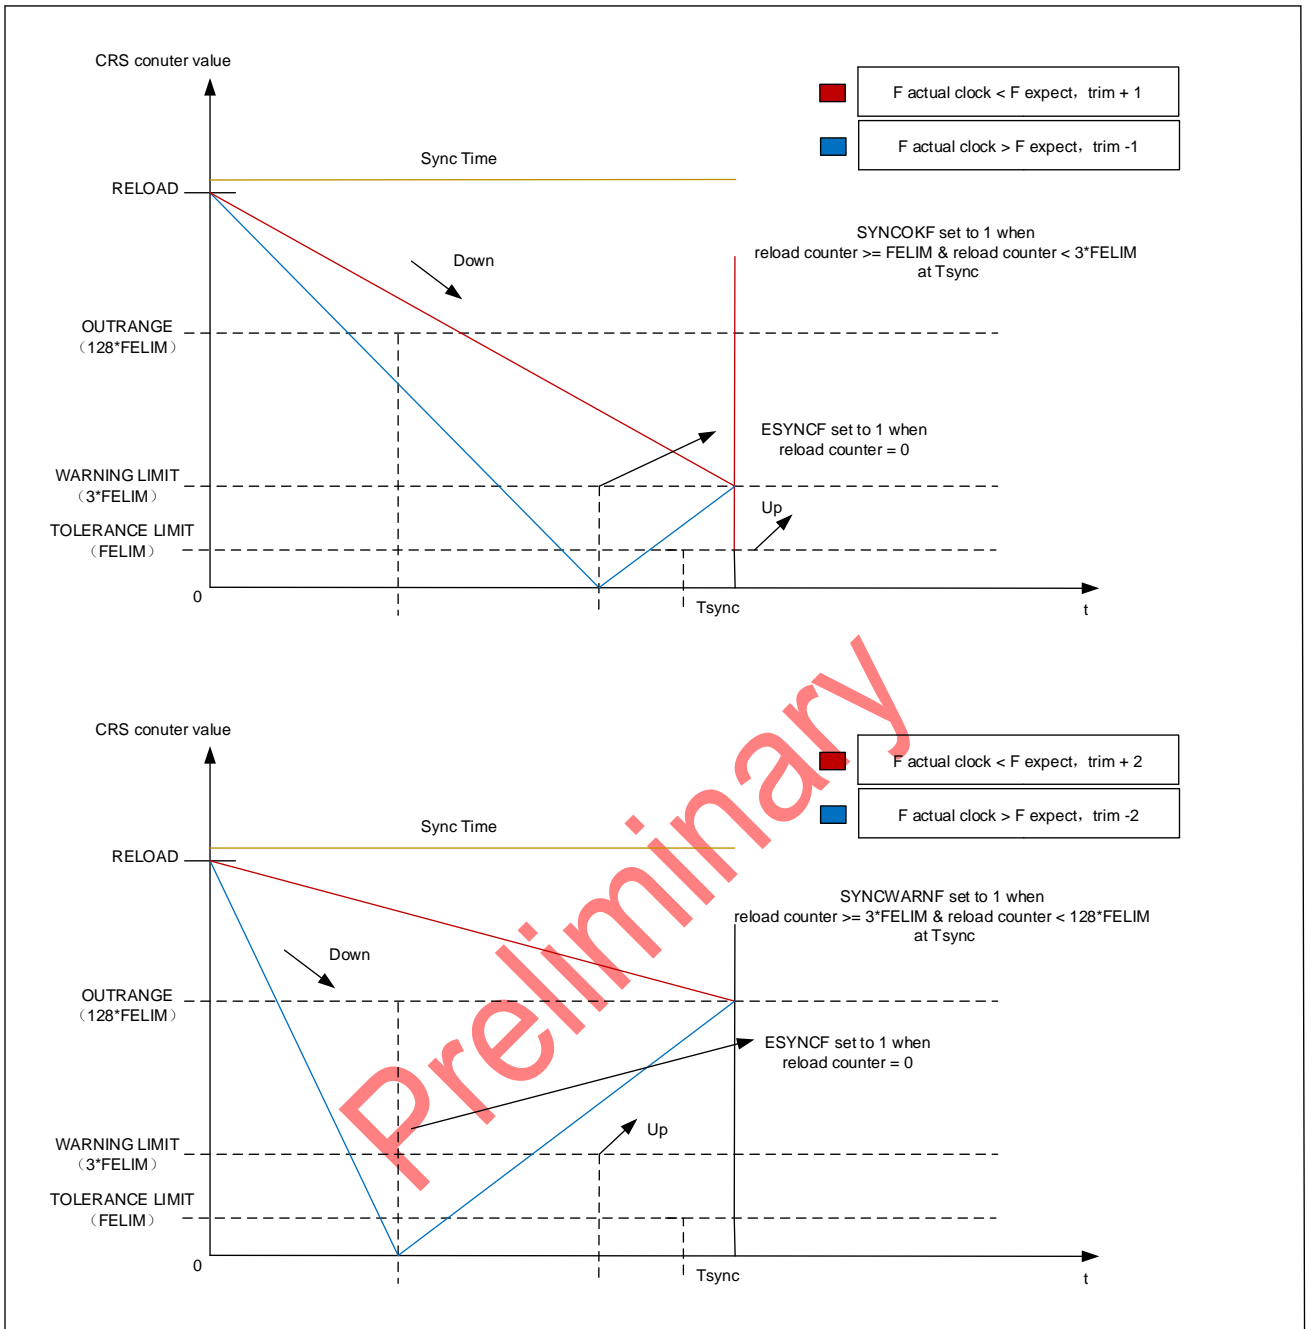 CRS conuter value
F actual clock < F expect，trim + 1
F actual clock > F expect，trim -1
Sync Time
RELOAD
SYNCOKF set to 1 when
reload counter >= FELIM & reload counter < 3*FELIM
at Tsync
Down
OUTRANGE
（128*FELIM）
ESYNCF set to 1 when
reload counter = 0
WARNING LIMIT
（3*FELIM）
Up
TOLERANCE LIMIT
（FELIM）
0
Tsync
t
Preliminary
CRS conuter value
F actual clock < F expect，trim + 2
F actual clock > F expect，trim -2
Sync Time
RELOAD
SYNCWARNF set to 1 when
reload counter >= 3*FELIM & reload counter < 128*FELIM
at Tsync
Down
OUTRANGE
（128*FELIM）
ESYNCF set to 1 when
reload counter = 0
Up
WARNING LIMIT
（3*FELIM）
TOLERANCE LIMIT
（FELIM）
0
Tsync
t